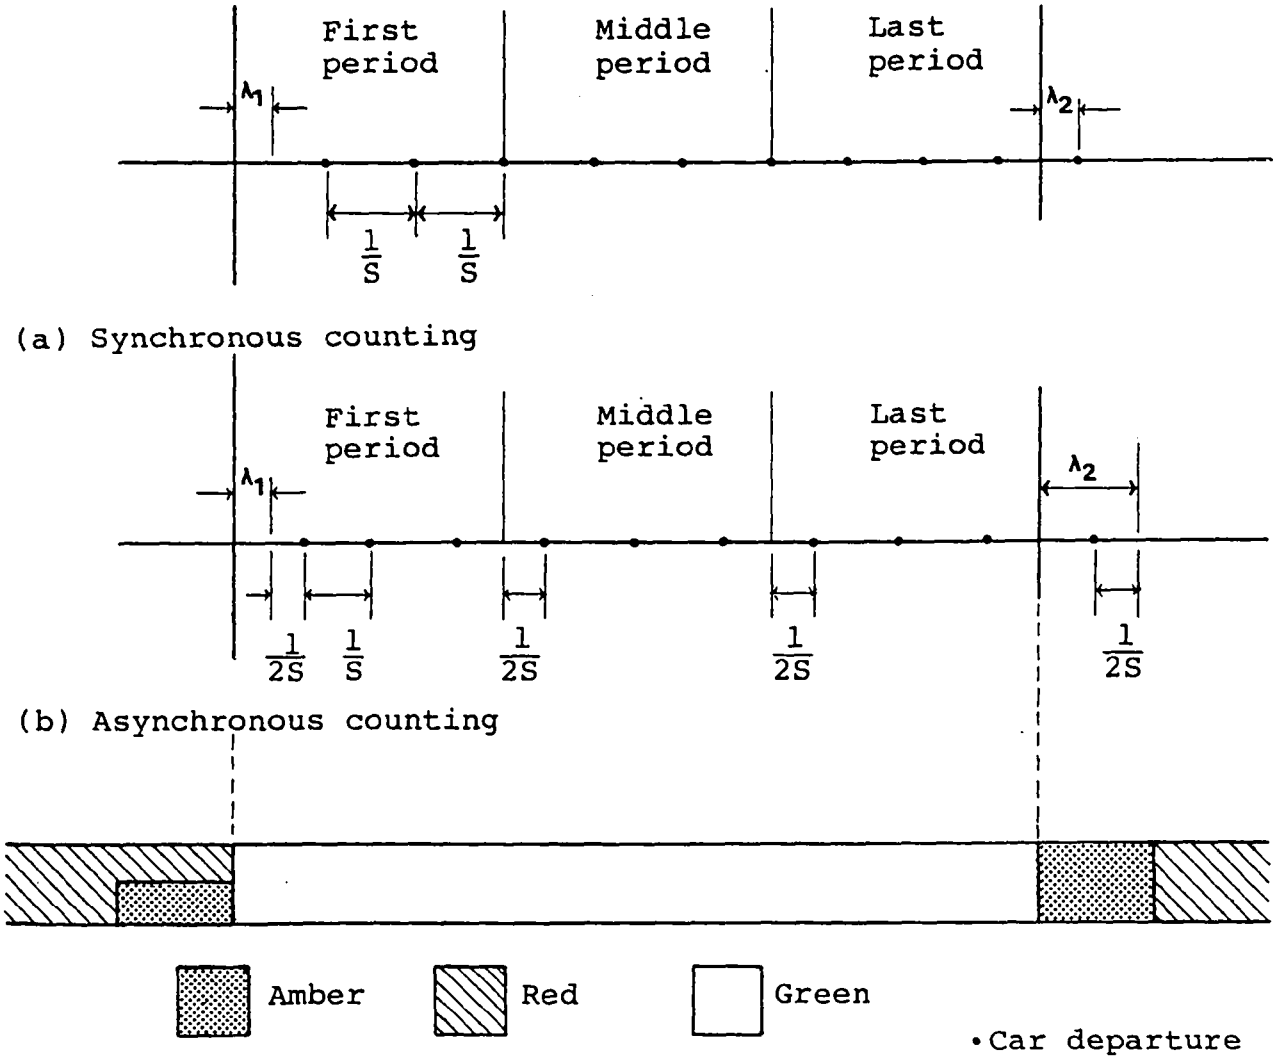 First period
Middle period
Last period
λ1
λ2
1/S
1/S
(a) Synchronous counting
First period
Middle period
Last period
λ1
λ2
1/2S
1/S
1/2S
1/2S
1/2S
(b) Asynchronous counting
Amber
Red
Green
•Car departure